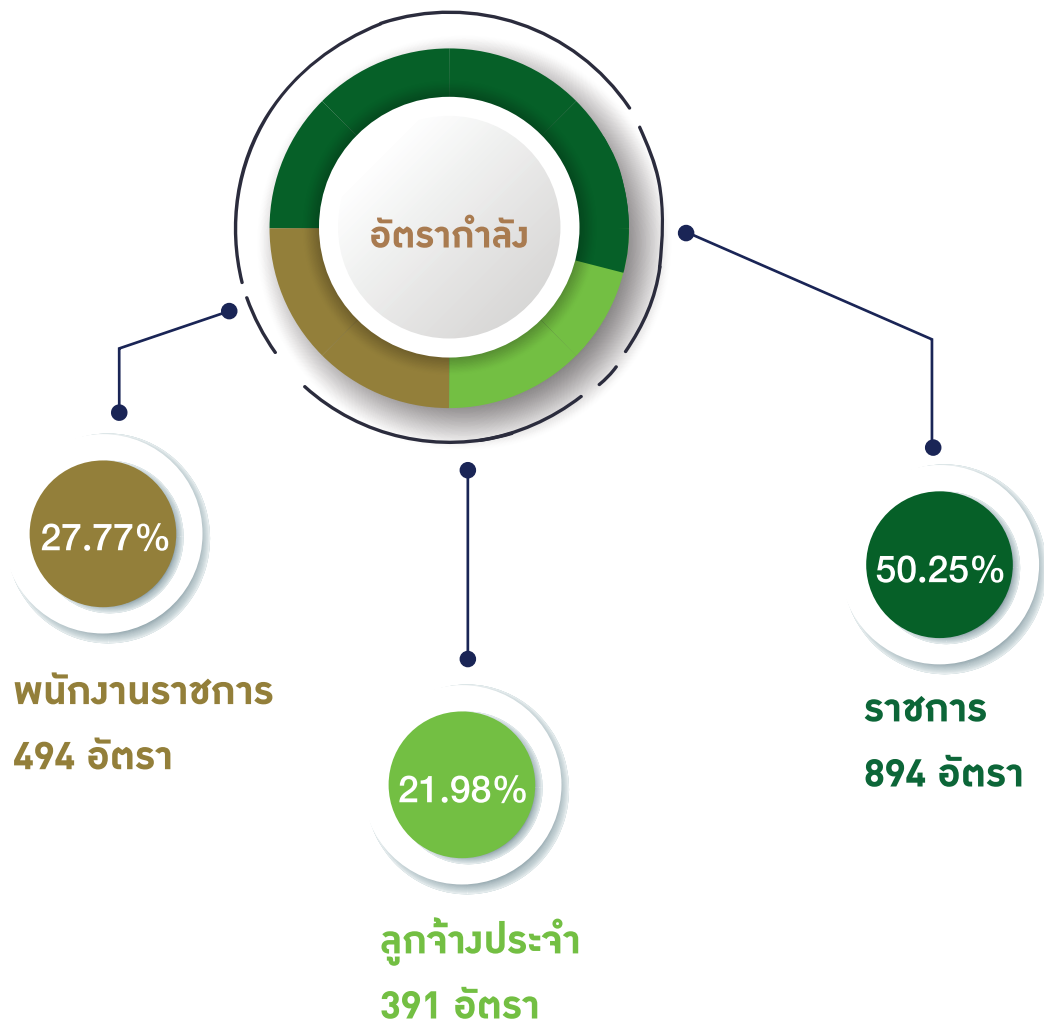 อัตรากำลัง
27.77%
พนักงานราชการ
494 อัตรา
21.98%
ลูกจ้างประจำ
391 อัตรา
50.25%
ราชการ
894 อัตรา